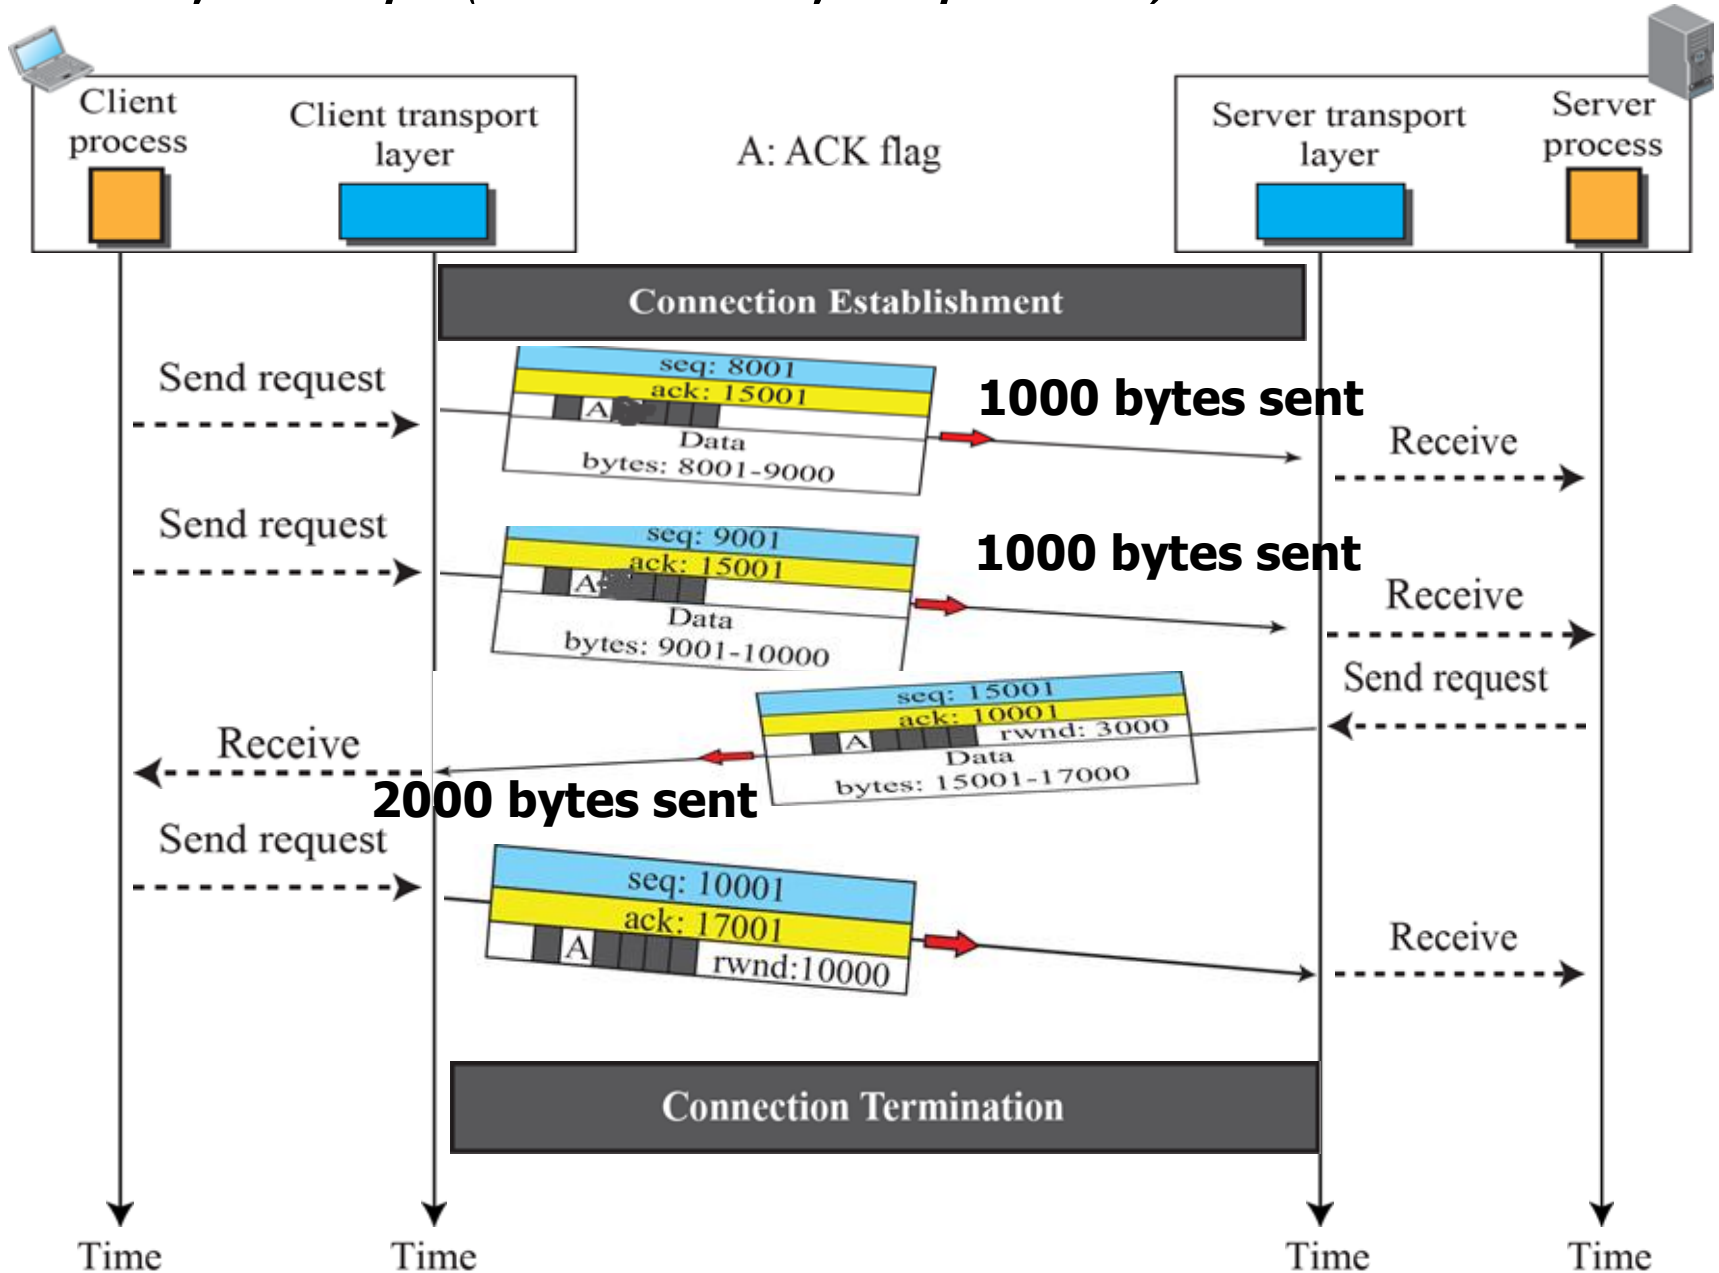 Client
process
Client transport
layer
A: ACK flag
Server transport
layer
Server
process
Connection Establishment
Send request
seq: 8001
ack: 15001
A
Data
bytes: 8001-9000
1000 bytes sent
Receive
Send request
seq: 9001
ack: 15001
A
Data
bytes: 9001-10000
1000 bytes sent
Receive
Send request
seq: 15001
ack: 10001
A rwnd: 3000
Data
bytes: 15001-17000
Receive
2000 bytes sent
Send request
seq: 10001
ack: 17001
A rwnd:10000
Receive
Connection Termination
Time
Time
Time
Time